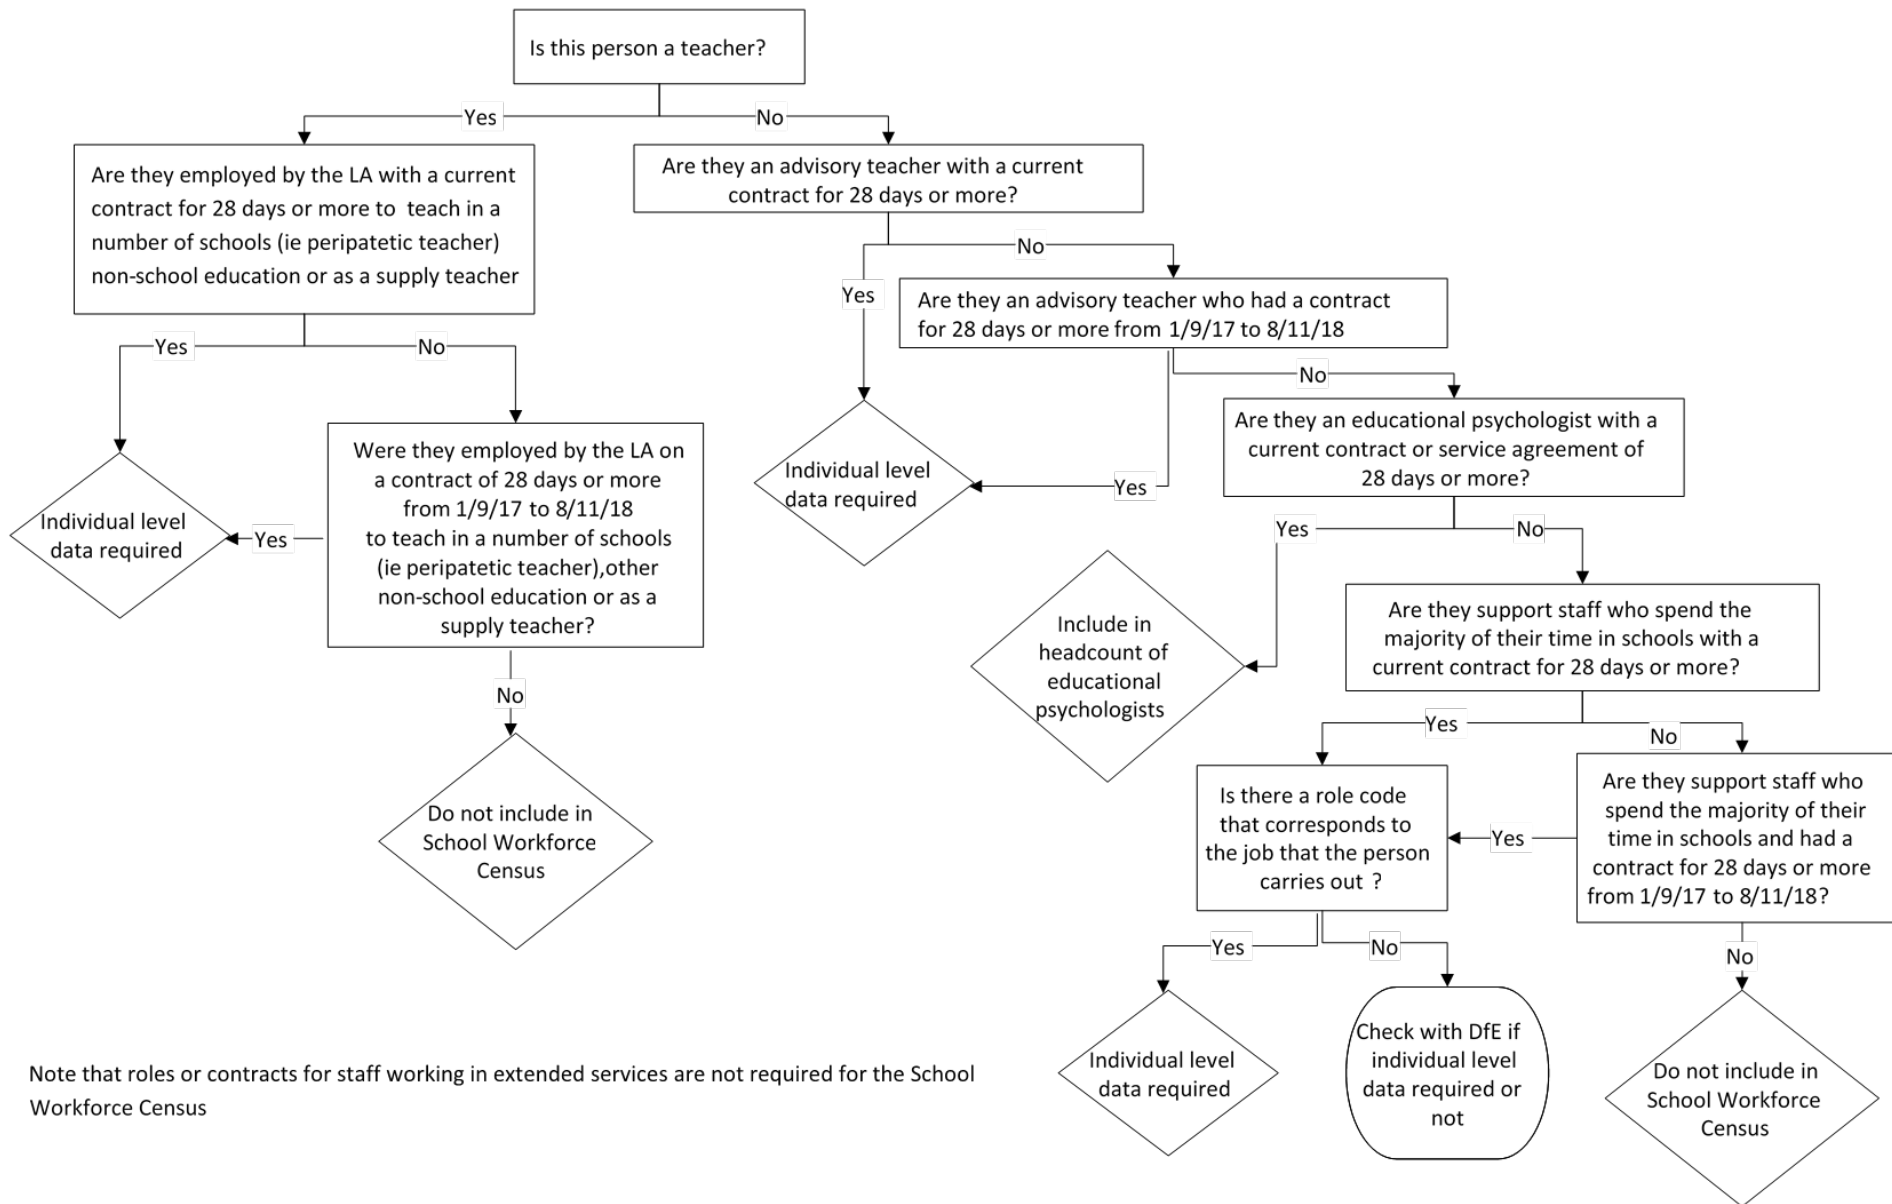 Is this person a teacher?
Yes
No
Are they employed by the LA with a current
contract for 28 days or more to teach in a
number of schools (ie peripatetic teacher)
non-school education or as a supply teacher
Are they an advisory teacher with a current
contract for 28 days or more?
Yes
No
Yes
No
Are they an advisory teacher who had a contract
for 28 days or more from 1/9/17 to 8/11/18
No
Individual level
data required
Yes
Were they employed by the LA on
a contract of 28 days or more
from 1/9/17 to 8/11/18
to teach in a number of schools
(ie peripatetic teacher),other
non-school education or as a
supply teacher?
Individual level
data required
Yes
Are they an educational psychologist with a
current contract or service agreement of
28 days or more?
Yes
No
No
Include in
headcount of
educational
psychologists
Are they support staff who spend the
majority of their time in schools with a
current contract for 28 days or more?
Yes
No
Do not include in
School Workforce
Census
Is there a role code
that corresponds to
the job that the person
carries out ?
Yes
Are they support staff who
spend the majority of their
time in schools and had a
contract for 28 days or more
from 1/9/17 to 8/11/18?
Yes
No
No
Individual level
data required
Check with DfE if
individual level
data required or
not
Do not include in
School Workforce
Census
Note that roles or contracts for staff working in extended services are not required for the School
Workforce Census